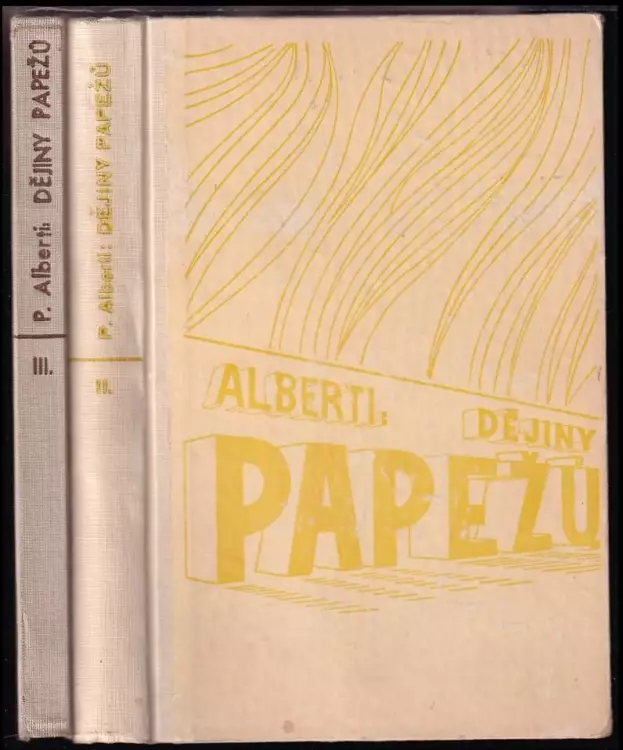 P. Alberti: DĚJINY PAPEŽŮ
III.
P. Alberti: DĚJINY PAPEŽŮ
II.
ALBERTI:
DĚJINY
PAPEŽŮ